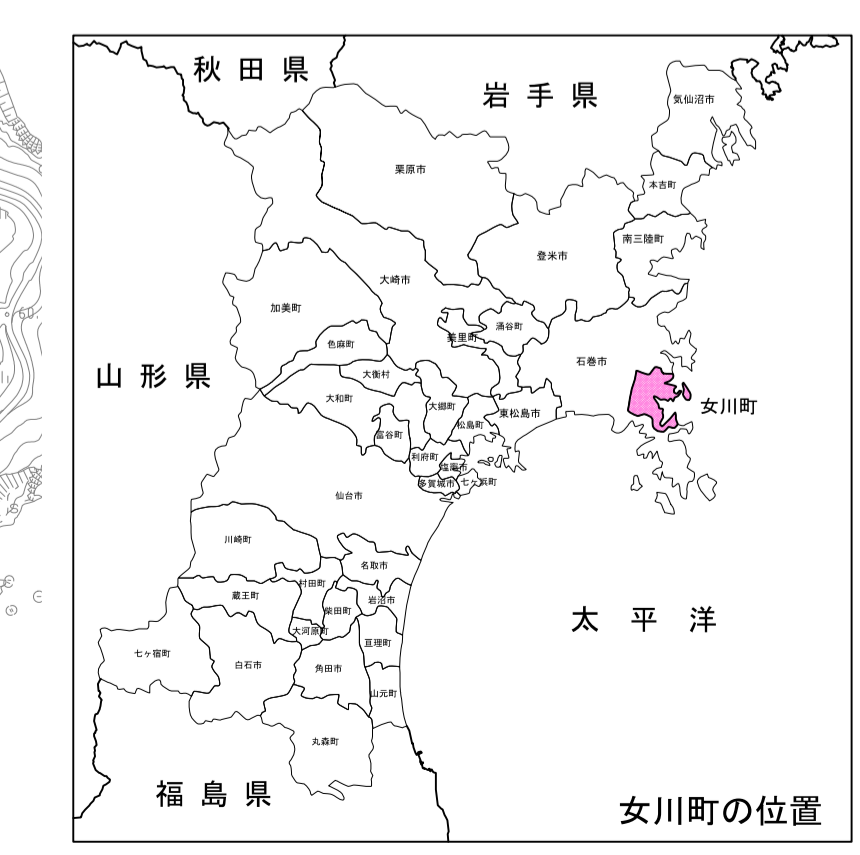 秋田県
岩手県
気仙沼市
栗原市
本吉町
南三陸町
登米市
大崎市
加美町
涌谷町
美里町
色麻町
石巻市
大衡村
山形県
大和町
大郷町
女川町
東松島市
松島町
富谷町
利府町
塩竈市
多賀城市
七ヶ浜町
仙台市
川崎町
名取市
村田町
蔵王町
岩沼市
柴田町
太平洋
大河原町
亘理町
七ヶ宿町
白石市
角田市
山元町
丸森町
福島県
女川町の位置